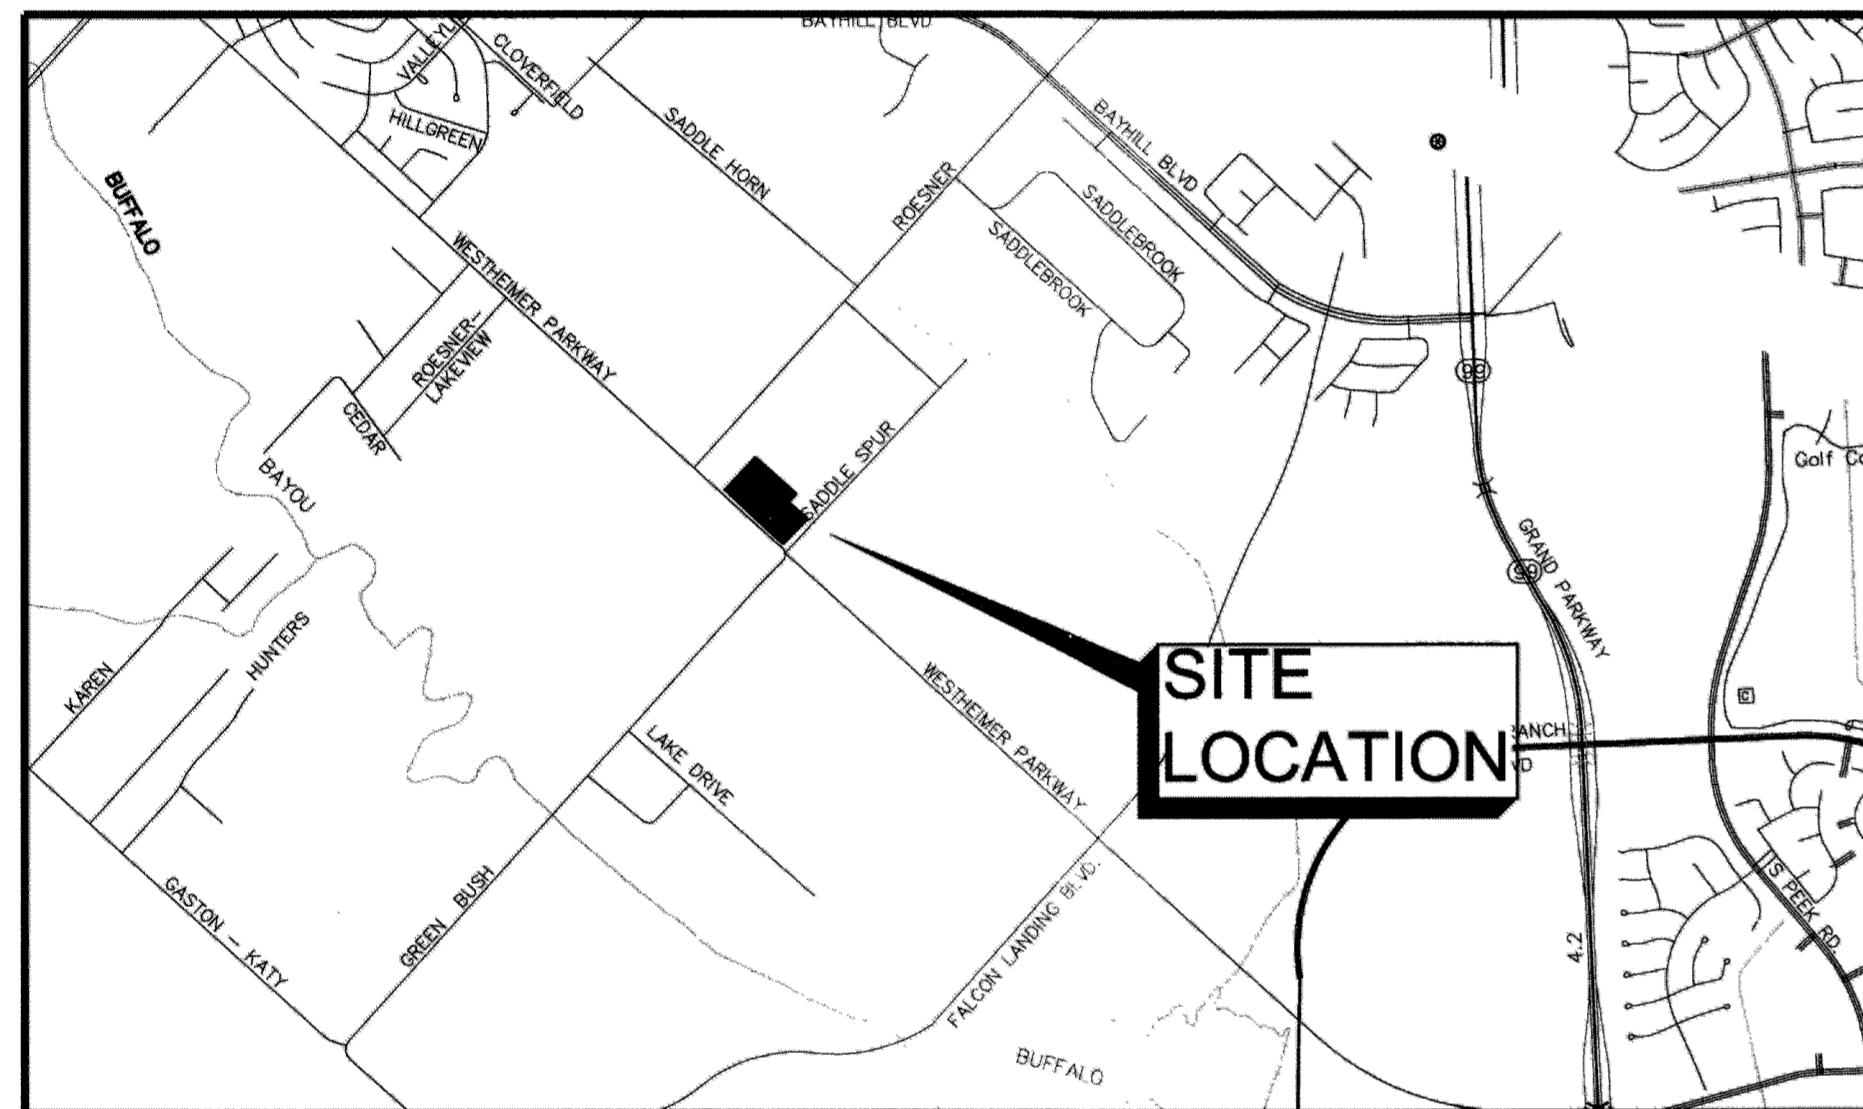 BAYHILL BLVD
CLOVERFIELD
HILLGREEN
SADDLE HORN
BAYHILL BLVD
BUFFALO
ROESNER
SADDLEBROOK
SADDLEBROOK
WESTHEIMER PARKWAY
ROESNER-
LAKEVIEW
99
CEDAR
BAYOU
SADDLE SPUR
Golf
GRAND PARKWAY
99
HUNTERS
KAREN
SITE
LOCATION
WESTHEIMER PARKWAY
C
LAKE DRIVE
GREEN BUSH
GASTON - KATY
FALCON LANDING BLVD.
S PEEK RD.
4.2
BUFFALO